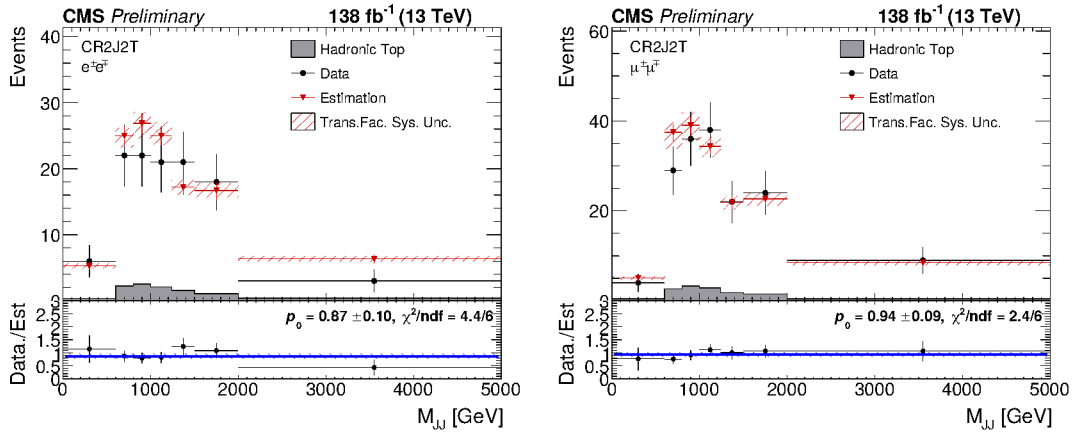 CMS Preliminary 138 fb⁻¹ (13 TeV)
Events
40
30
20
10
0
CR2J2T
e±e∓
Hadronic Top
Data
Estimation
Trans.Fac. Sys. Unc.
Data./Est
3
2.5
2
1.5
1
0.5
0
p₀ = 0.87 ±0.10, χ²/ndf = 4.4/6
0 1000 2000 3000 4000 5000
M_JJ [GeV]
CMS Preliminary 138 fb⁻¹ (13 TeV)
Events
60
40
20
CR2J2T
μ±μ∓
Hadronic Top
Data
Estimation
Trans.Fac. Sys. Unc.
Data./Est
3
2.5
2
1.5
1
0.5
0
p₀ = 0.94 ±0.09, χ²/ndf = 2.4/6
0 1000 2000 3000 4000 5000
M_JJ [GeV]